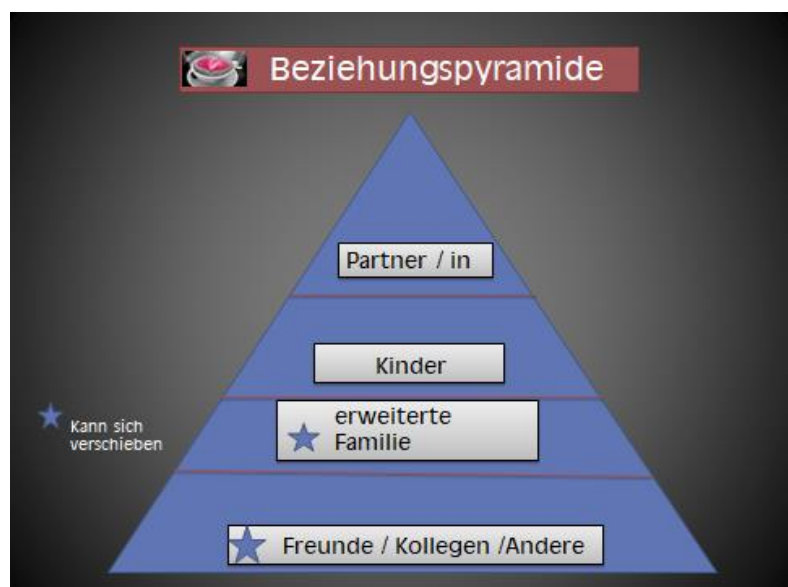 Beziehungspyramide
Partner / in
Kinder
Kann sich
verschieben
erweiterte
Familie
Freunde / Kollegen /Andere